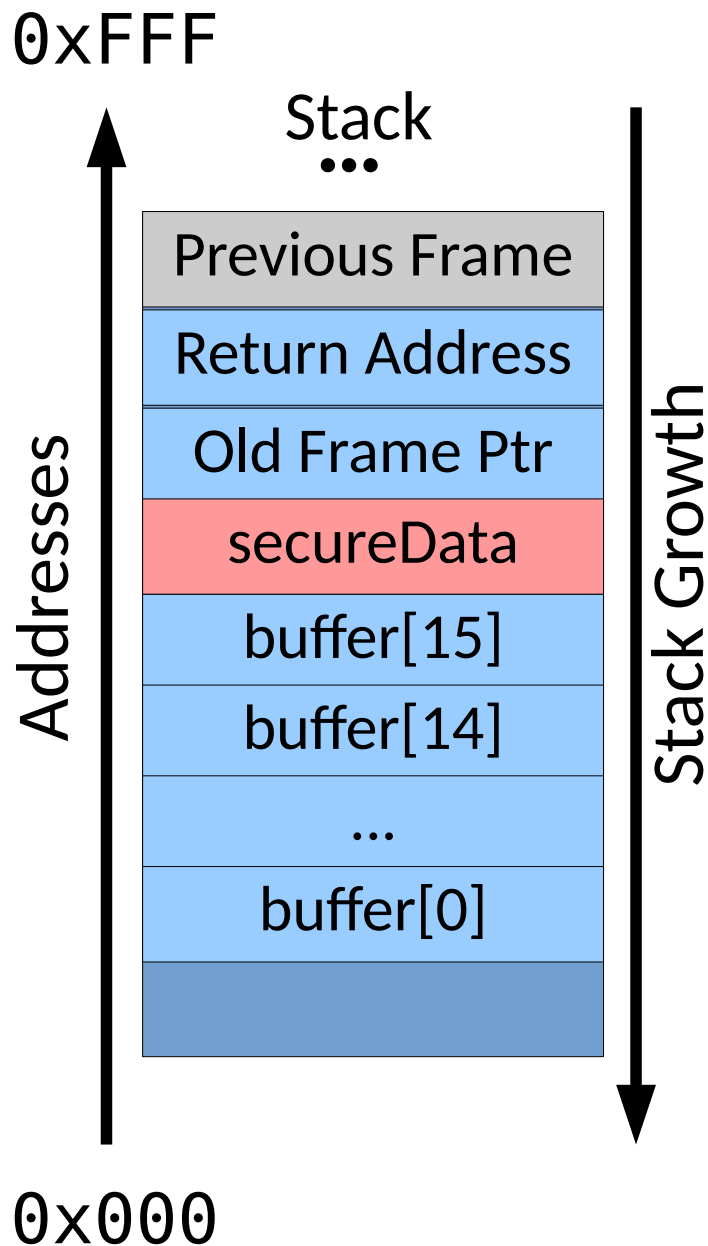 0xFFF
Stack
...
Previous Frame
Return Address
Old Frame Ptr
secureData
buffer[15]
buffer[14]
...
buffer[0]
Addresses
Stack Growth
0x000